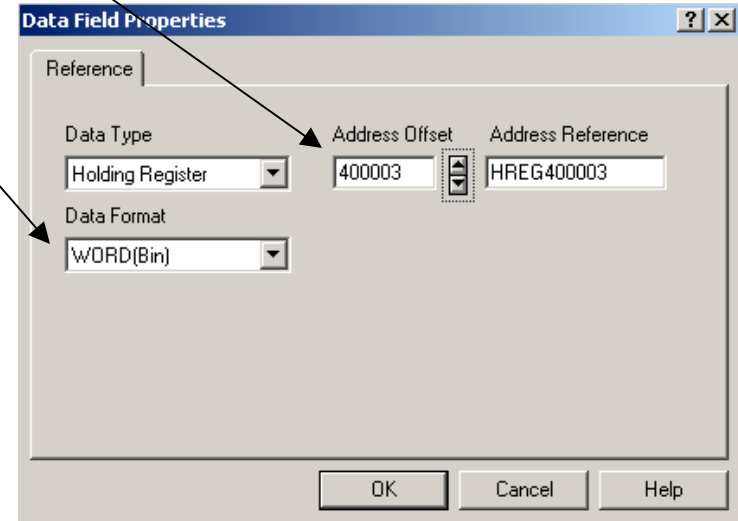 Data Field Properties
Reference
Data Type Address Offset Address Reference
Holding Register 400003 HREG400003
Data Format
WORD(Bin)
OK Cancel Help